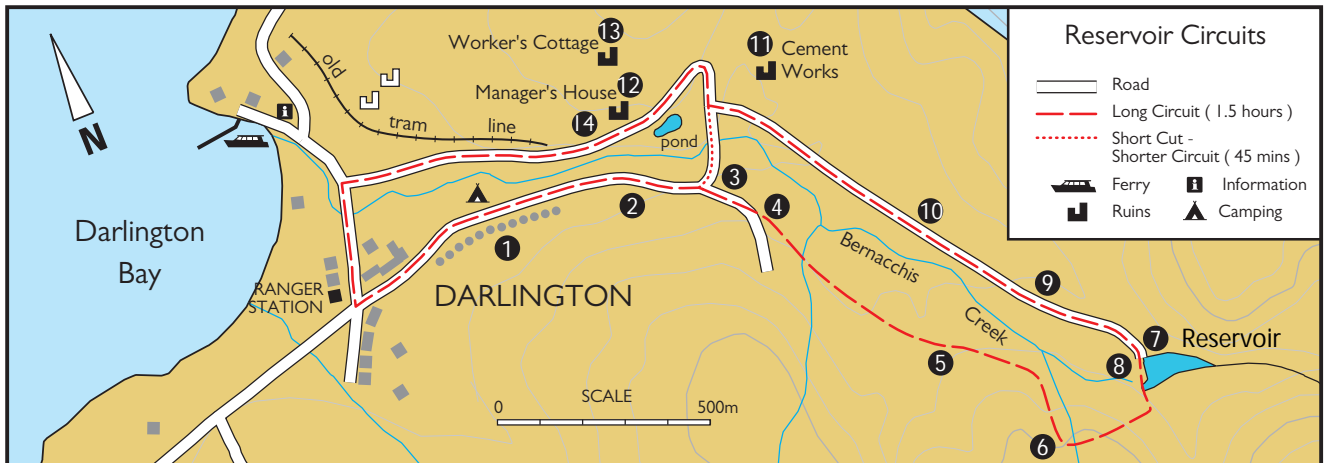 Reservoir Circuits
Road
Long Circuit ( 1.5 hours )
Short Cut -
Shorter Circuit ( 45 mins )
Ferry
i Information
Ruins
Camping
N
Darlington
Bay
i
old
tram
line
13
Worker's Cottage
12
Manager's House
14
11
Cement
Works
pond
3
2
4
1
10
9
Bernacchis
Creek
RANGER
STATION
DARLINGTON
5
7
Reservoir
8
6
SCALE
0
500m